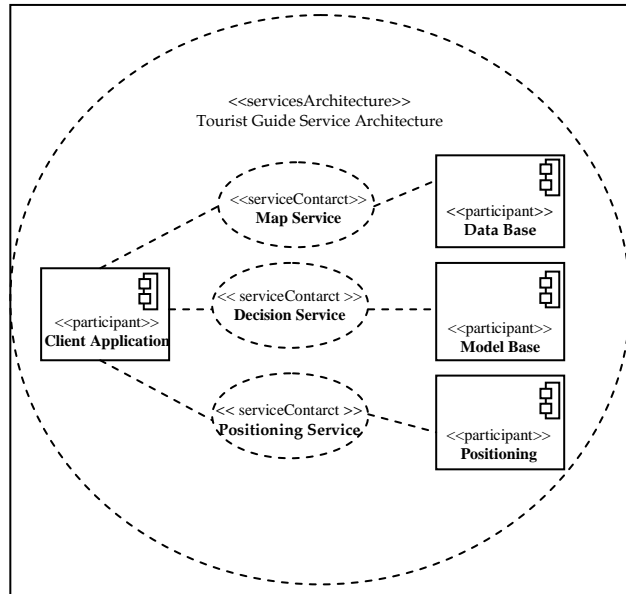 <<servicesArchitecture>>
Tourist Guide Service Architecture
<<serviceContarct>>
Map Service
<<participant>>
Data Base
<<participant>>
Client Application
<< serviceContarct >>
Decision Service
<<participant>>
Model Base
<< serviceContarct >>
Positioning Service
<<participant>>
Positioning